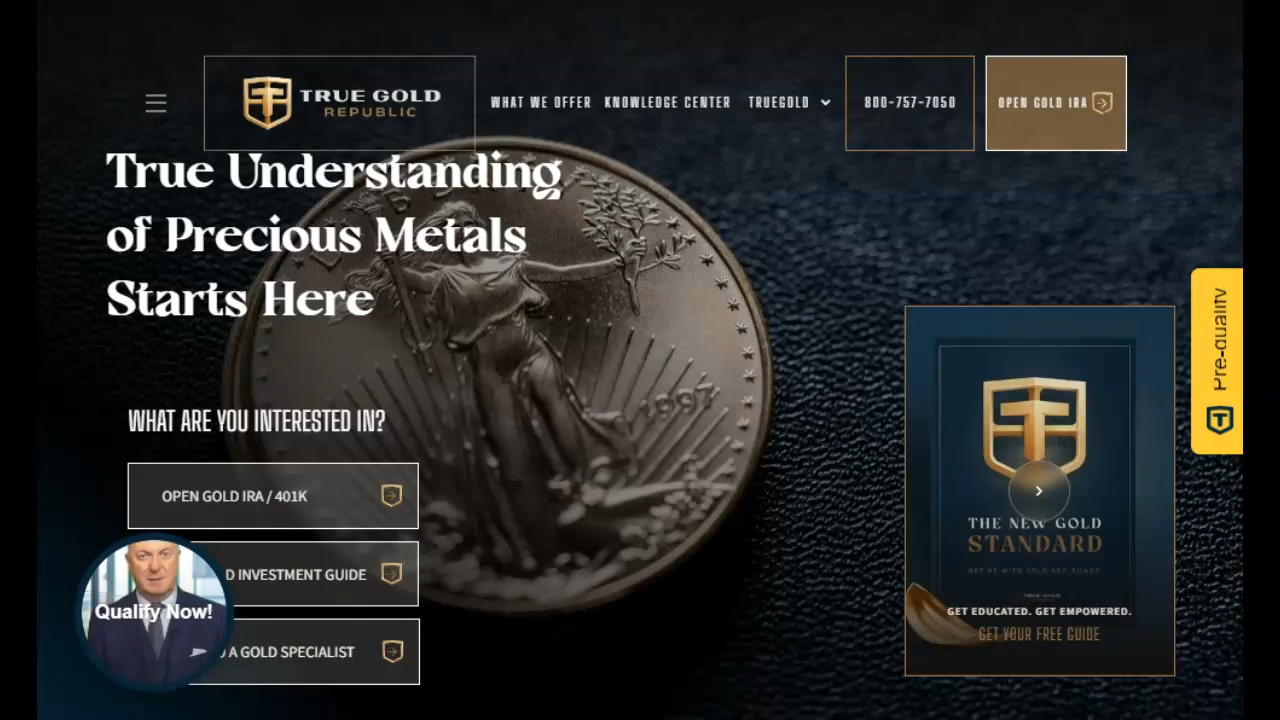 TRUE GOLD
REPUBLIC
WHAT WE OFFER
KNOWLEDGE CENTER
TRUEGOLD
800-757-7050
OPEN GOLD IRA
True Understanding
of Precious Metals
Starts Here
1997
Pre-qualify
WHAT ARE YOU INTERESTED IN?
OPEN GOLD IRA / 401K
D INVESTMENT GUIDE
A GOLD SPECIALIST
Qualify Now!
THE NEW GOLD
STANDARD
GET EDUCATED. GET EMPOWERED.
GET YOUR FREE GUIDE